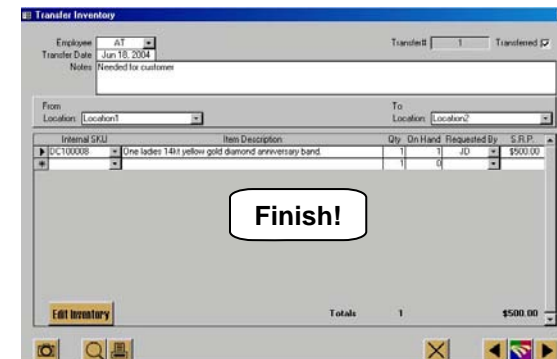 Transfer Inventory
Employee AT Transfer# 1 Transferred
Transfer Date Jun 18, 2004
Notes Needed for customer
From To
Location: Location1 Location: Location2
Internal SKU Item Description Qty On Hand Requested By S.R.P.
DC100008 One ladies 14kt yellow gold diamond anniversary band. 1 1 JD $500.00
1 0
Finish!
Edit Inventory Totals 1 $500.00